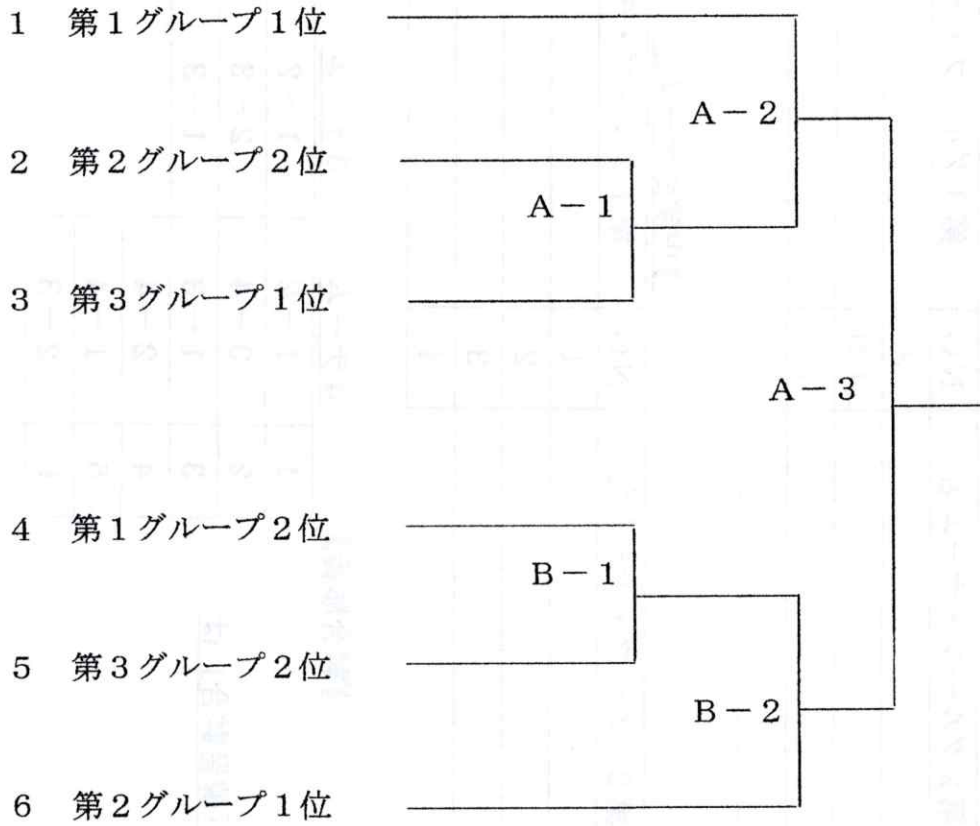 1 第1グループ1位
A－2
2 第2グループ2位
A－1
3 第3グループ1位
A－3
4 第1グループ2位
B－1
5 第3グループ2位
B－2
6 第2グループ1位